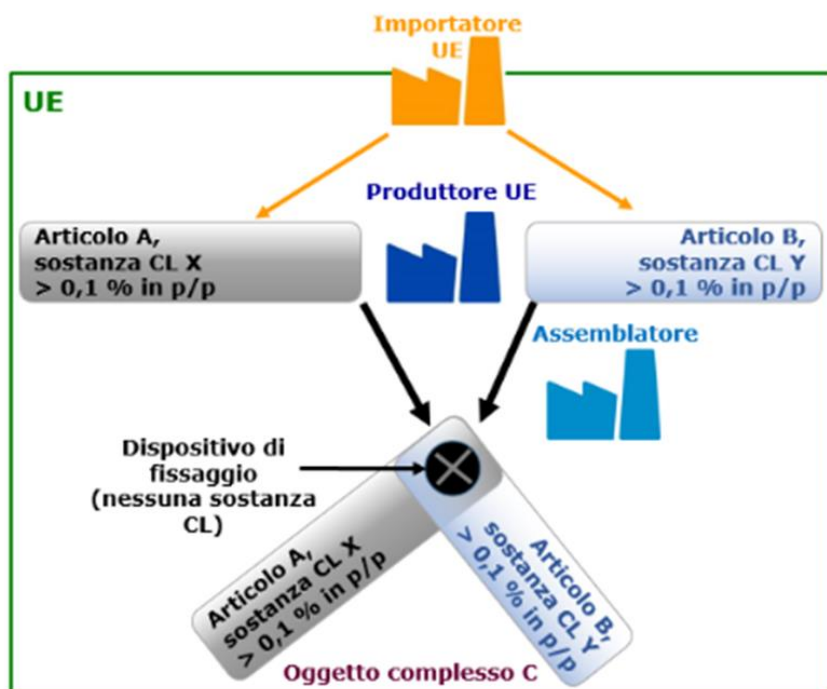 Importatore
UE
UE
Produttore UE
Articolo A,
sostanza CL X
> 0,1 % in p/p
Articolo B,
sostanza CL Y
> 0,1 % in p/p
Assemblatore
Dispositivo di
fissaggio
(nessuna sostanza
CL)
Articolo A,
sostanza CL X
> 0,1 % in p/p
Articolo B,
sostanza CL Y
> 0,1 % in p/p
Oggetto complesso C